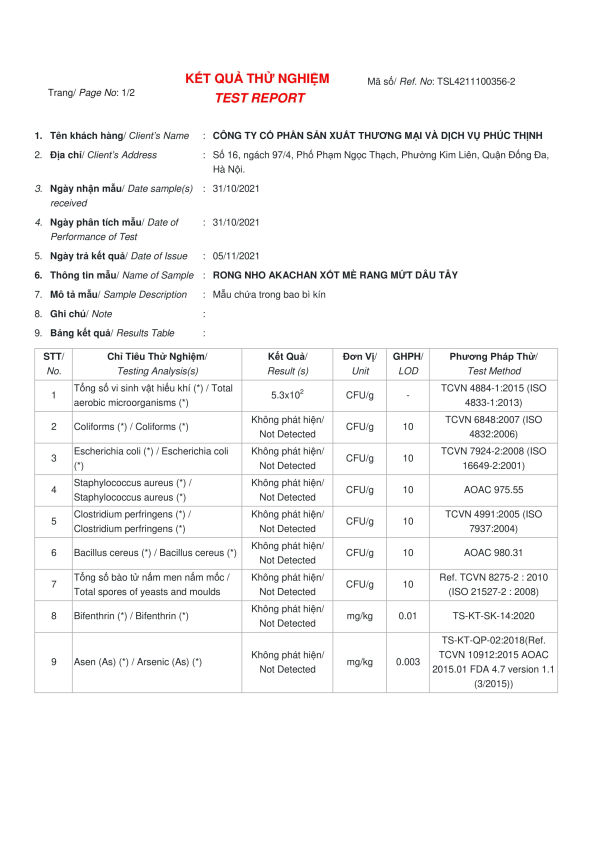 KẾT QUẢ THỬ NGHIỆM
Mã số/ Ref. No: TSL4211100356-2
Trang/ Page No: 1/2
TEST REPORT
1. Tên khách hàng/ Client's Name : CÔNG TY CỔ PHẦN SẢN XUẤT THƯƠNG MẠI VÀ DỊCH VỤ PHÚC THỊNH
2. Địa chỉ/ Client's Address : Số 16, ngách 97/4, Phố Phạm Ngọc Thạch, Phường Kim Liên, Quận Đống Đa,
Hà Nội.
3. Ngày nhận mẫu/ Date sample(s) : 31/10/2021
received
4. Ngày phân tích mẫu/ Date of : 31/10/2021
Performance of Test
5. Ngày trả kết quả/ Date of Issue : 05/11/2021
6. Thông tin mẫu/ Name of Sample : RONG NHO AKACHAN XỐT MÈ RANG MỨT DÂU TÂY
7. Mô tả mẫu/ Sample Description : Mẫu chứa trong bao bì kín
8. Ghi chú/ Note :
9. Bảng kết quả/ Results Table :
STT/ Chỉ Tiêu Thử Nghiệm/ Kết Quả/ Đơn Vị/ GHPH/ Phương Pháp Thử/
No. Testing Analysis(s) Result (s) Unit LOD Test Method
Tổng số vi sinh vật hiếu khí (*) / Total TCVN 4884-1:2015 (ISO
1 5.3x10² CFU/g -
aerobic microorganisms (*) 4833-1:2013)
Không phát hiện/ TCVN 6848:2007 (ISO
2 Coliforms (*) / Coliforms (*) CFU/g 10
Not Detected 4832:2006)
Escherichia coli (*) / Escherichia coli Không phát hiện/ TCVN 7924-2:2008 (ISO
3 CFU/g 10
(*) Not Detected 16649-2:2001)
Staphylococcus aureus (*) / Không phát hiện/
4 CFU/g 10 AOAC 975.55
Staphylococcus aureus (*) Not Detected
Clostridium perfringens (*) / Không phát hiện/ TCVN 4991:2005 (ISO
5 CFU/g 10
Clostridium perfringens (*) Not Detected 7937:2004)
Không phát hiện/
6 Bacillus cereus (*) / Bacillus cereus (*) CFU/g 10 AOAC 980.31
Not Detected
Tổng số bào tử nấm men nấm mốc / Không phát hiện/ Ref. TCVN 8275-2 : 2010
7 CFU/g 10
Total spores of yeasts and moulds Not Detected (ISO 21527-2 : 2008)
Không phát hiện/
8 Bifenthrin (*) / Bifenthrin (*) mg/kg 0.01 TS-KT-SK-14:2020
Not Detected
TS-KT-QP-02:2018(Ref.
Không phát hiện/ TCVN 10912:2015 AOAC
9 Asen (As) (*) / Arsenic (As) (*) mg/kg 0.003
Not Detected 2015.01 FDA 4.7 version 1.1
(3/2015))